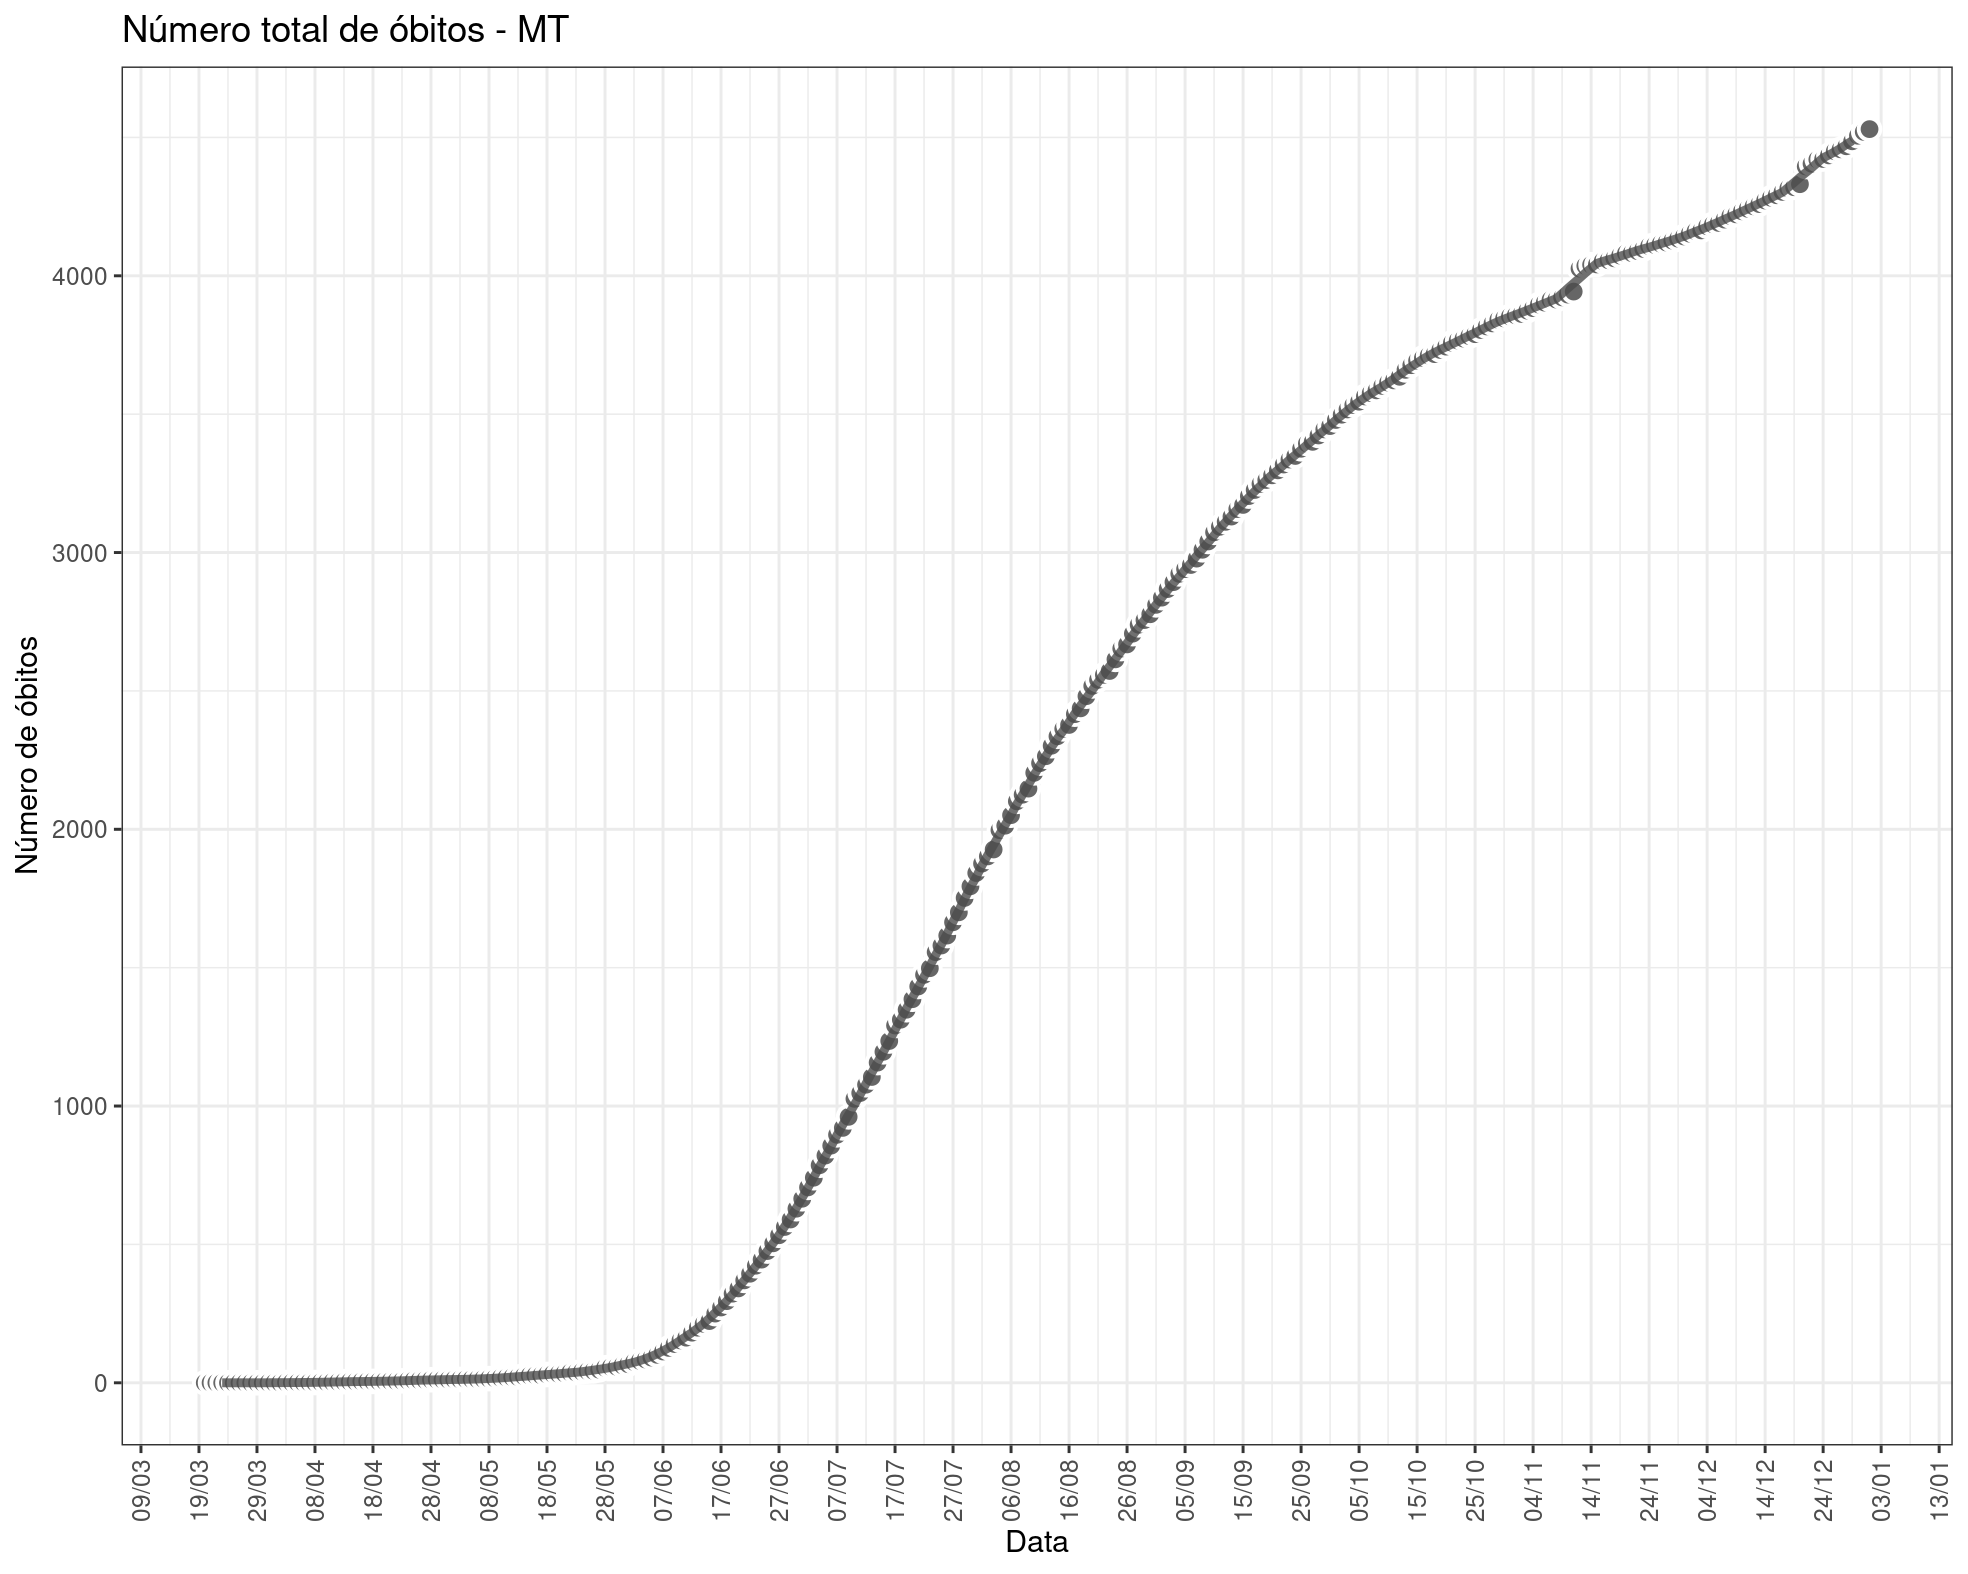 Número total de óbitos - MT
Número de óbitos
4000
3000
2000
1000
0
09/03 19/03 29/03 08/04 18/04 28/04 08/05 18/05 28/05 07/06 17/06 27/06 07/07 17/07 27/07 06/08 16/08 26/08 05/09 15/09 25/09 05/10 15/10 25/10 04/11 14/11 24/11 04/12 14/12 24/12 03/01 13/01
Data